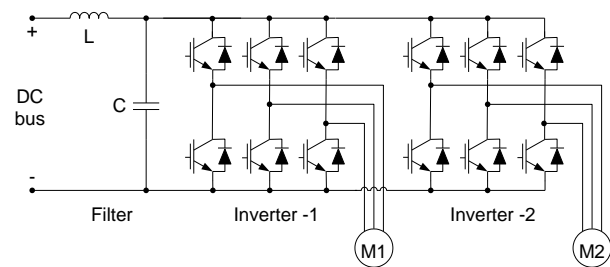 +
L
DC
bus
C
-
Filter
Inverter -1
Inverter -2
M1
M2